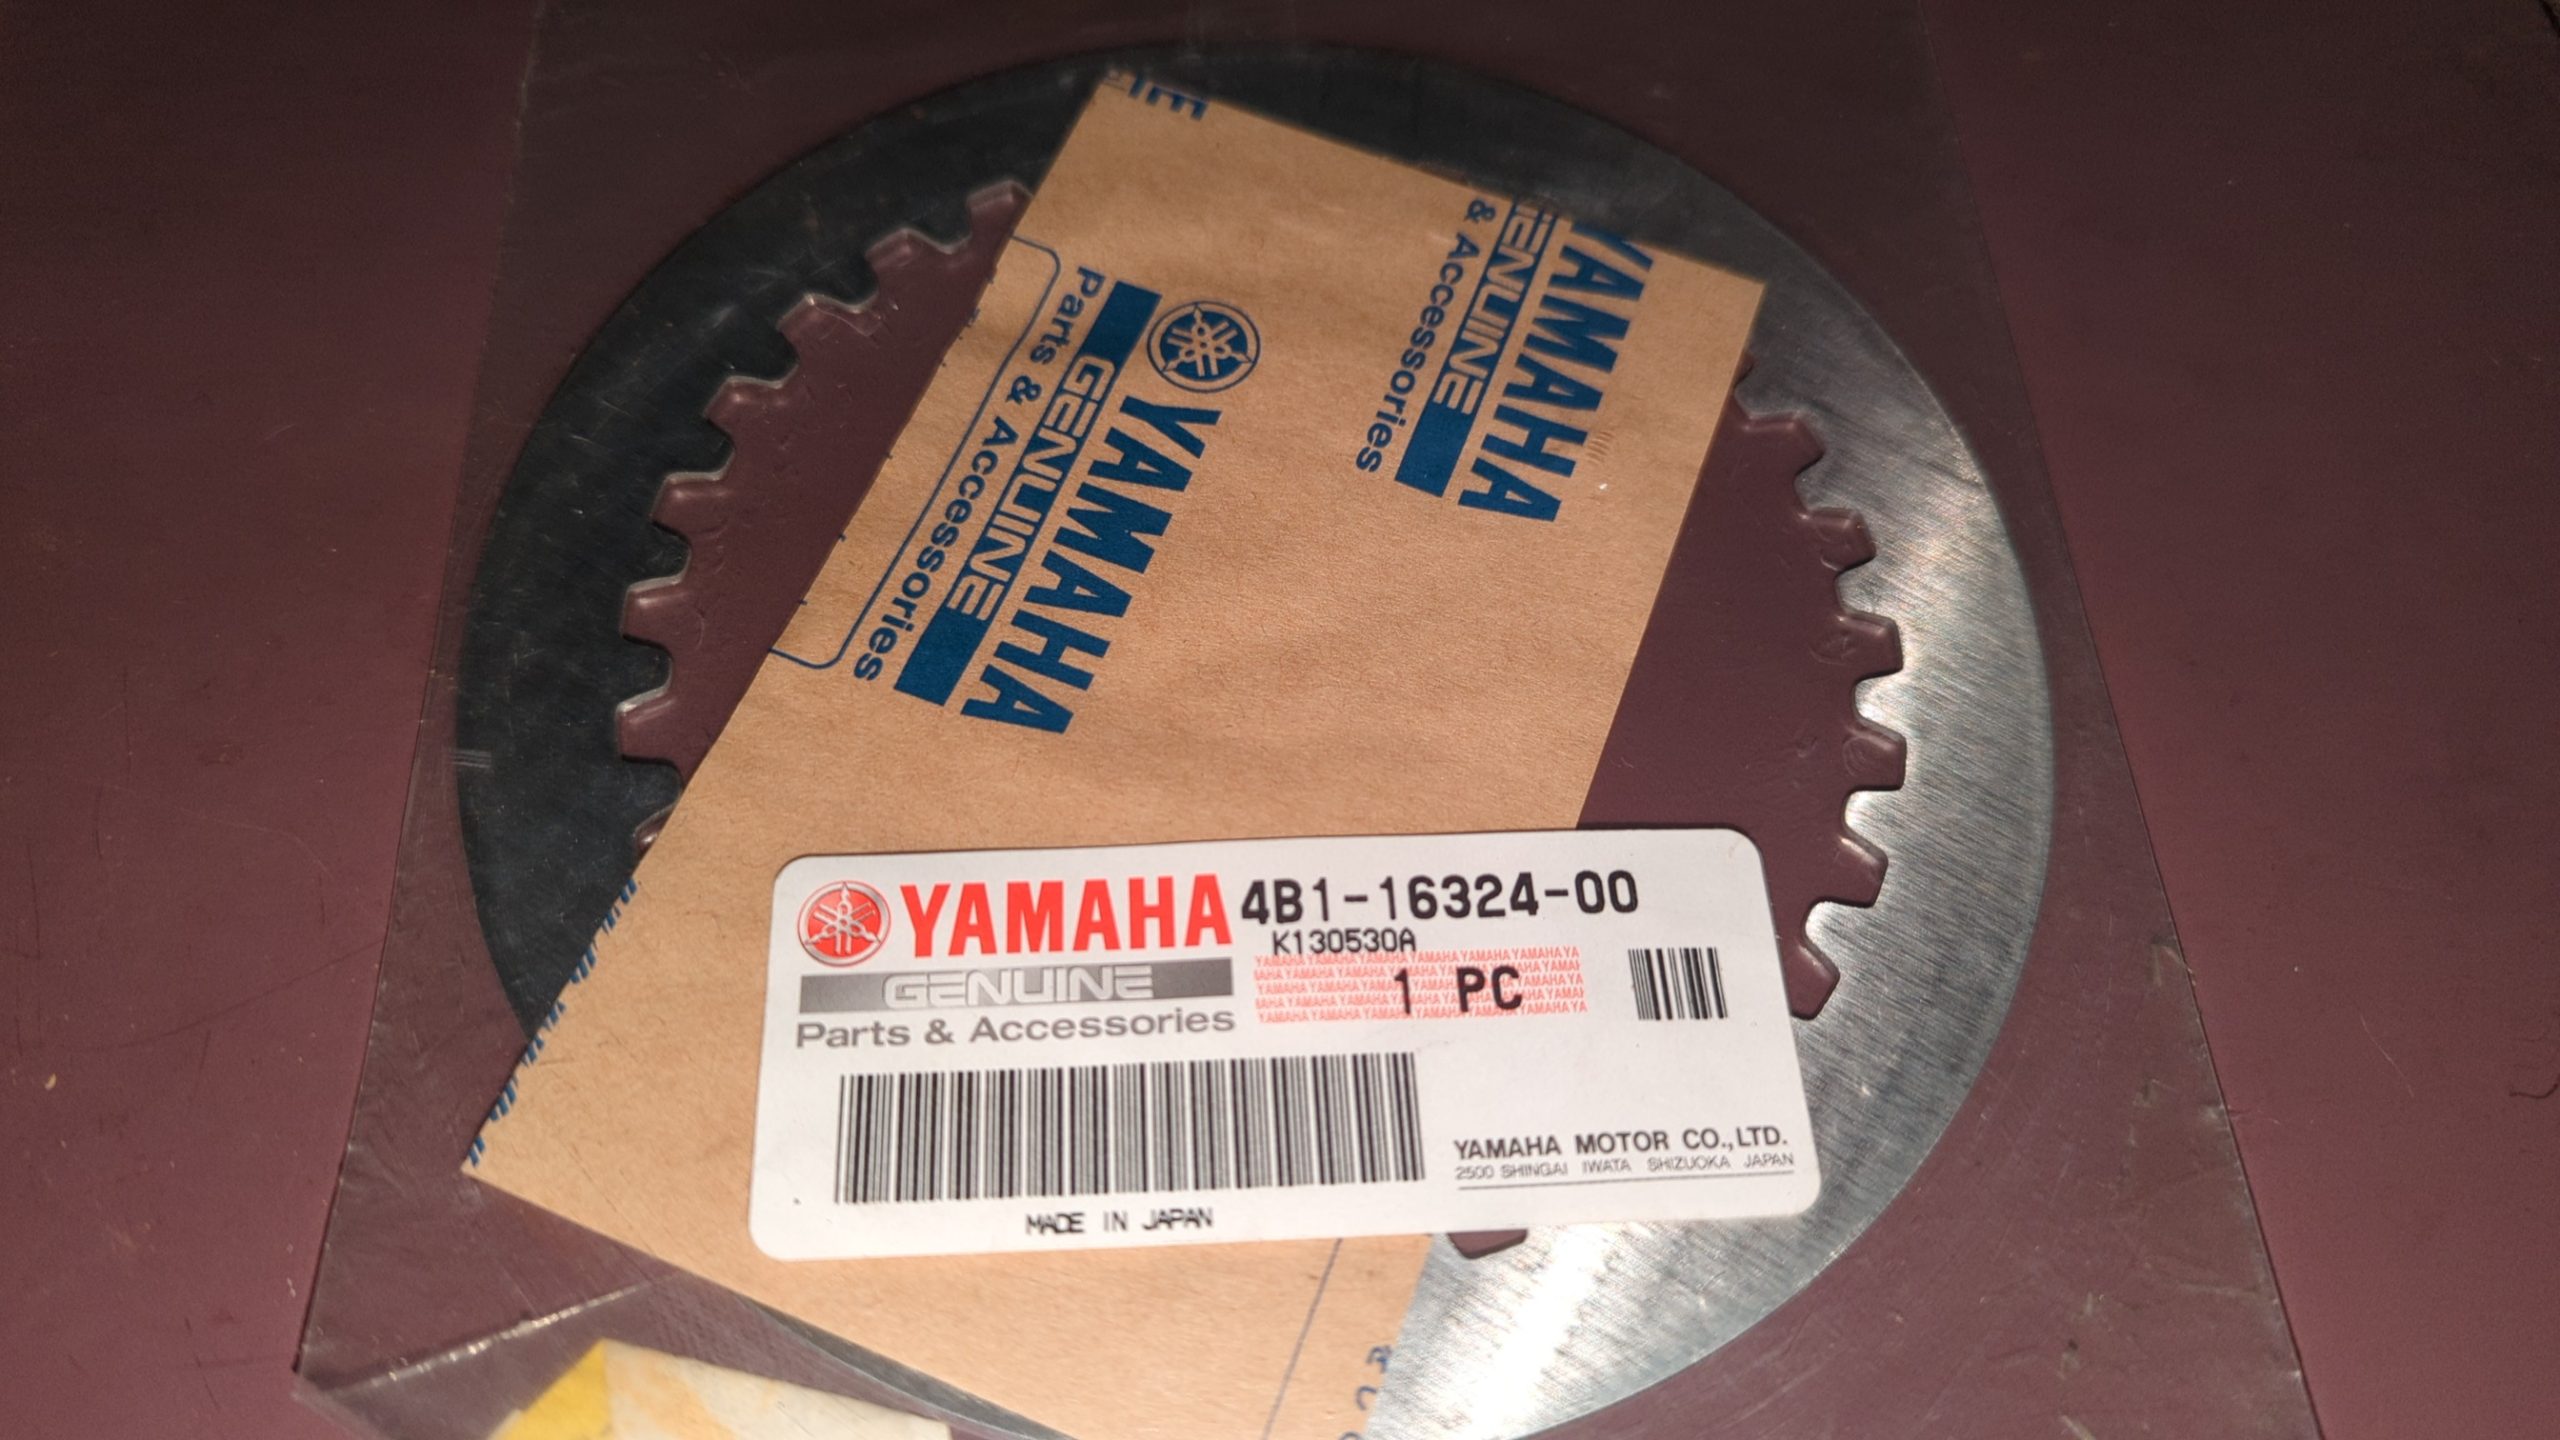 YAMAHA
GENUINE
& Accessories
YAMAHA
GENUINE
Parts & Accessories
YAMAHA 4B1-16324-00
K130530A
GENUINE
1 PC
Parts & Accessories
YAMAHA MOTOR CO.,LTD.
2500 SHINGAI IWATA SHIZUOKA JAPAN
MADE IN JAPAN